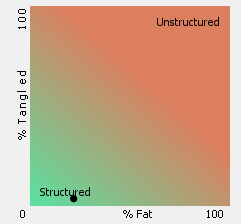 100
Unstructured
% Tangled
Structured
0
% Fat
100